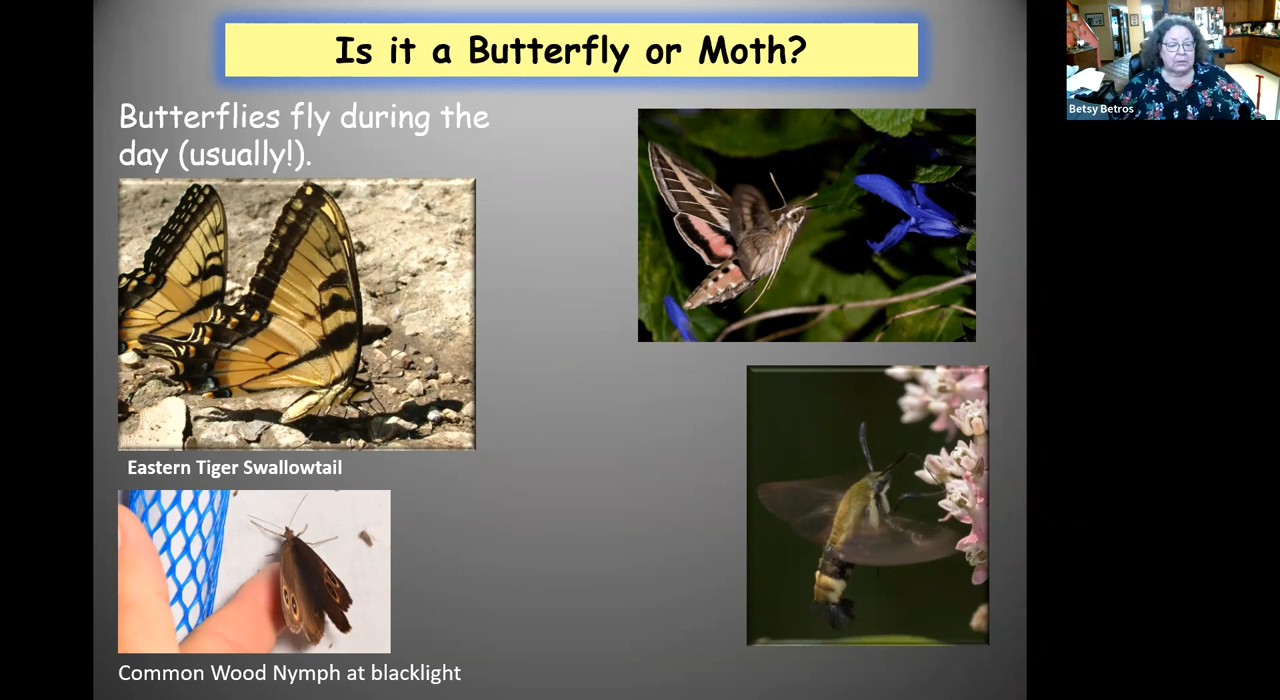 Is it a Butterfly or Moth?
Butterflies fly during the
day (usually!).
Eastern Tiger Swallowtail
Common Wood Nymph at blacklight
Betsy Betros